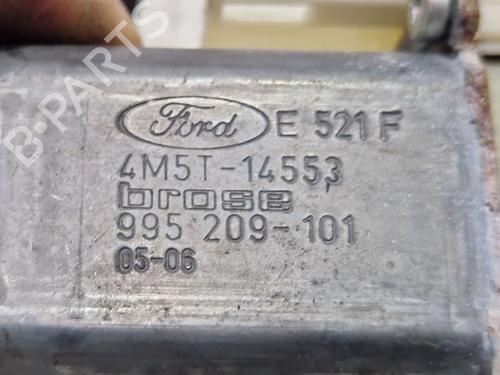 Ford E 521 F
4M5T-14553
brose
995 209-101
05-06
B-PARTS